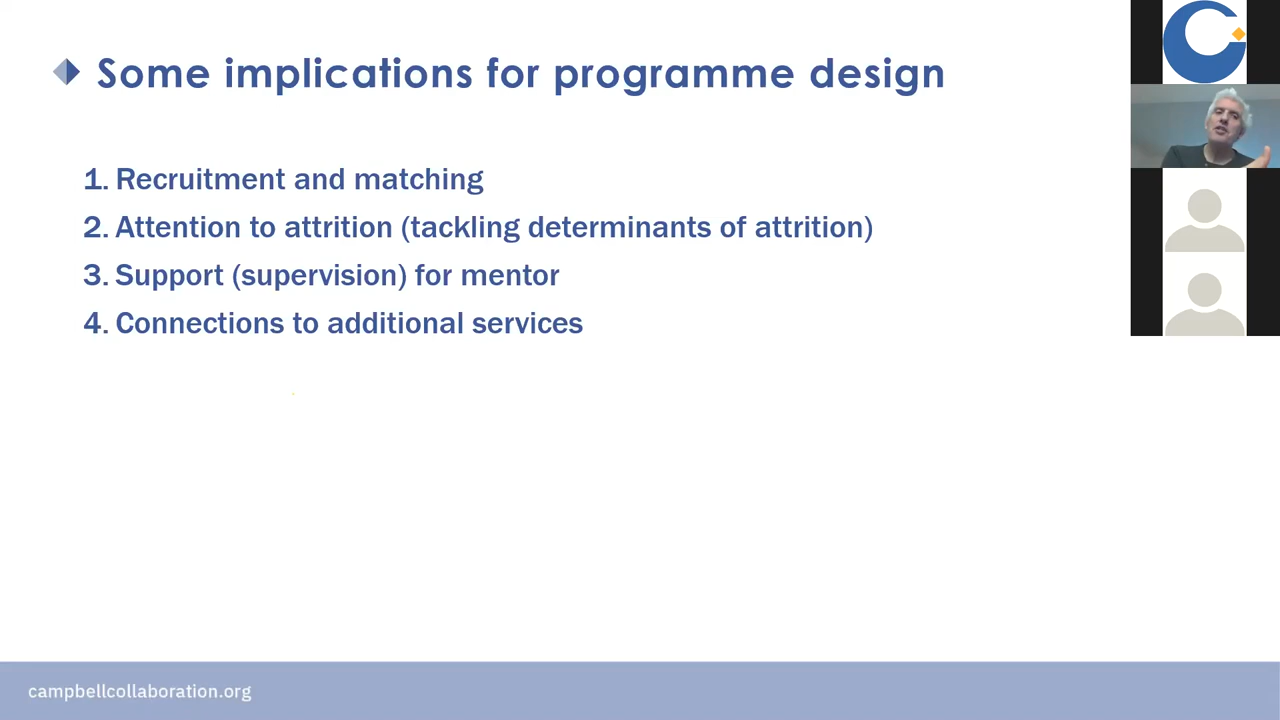 Some implications for programme design
1. Recruitment and matching
2. Attention to attrition (tackling determinants of attrition)
3. Support (supervision) for mentor
4. Connections to additional services
campbellcollaboration.org